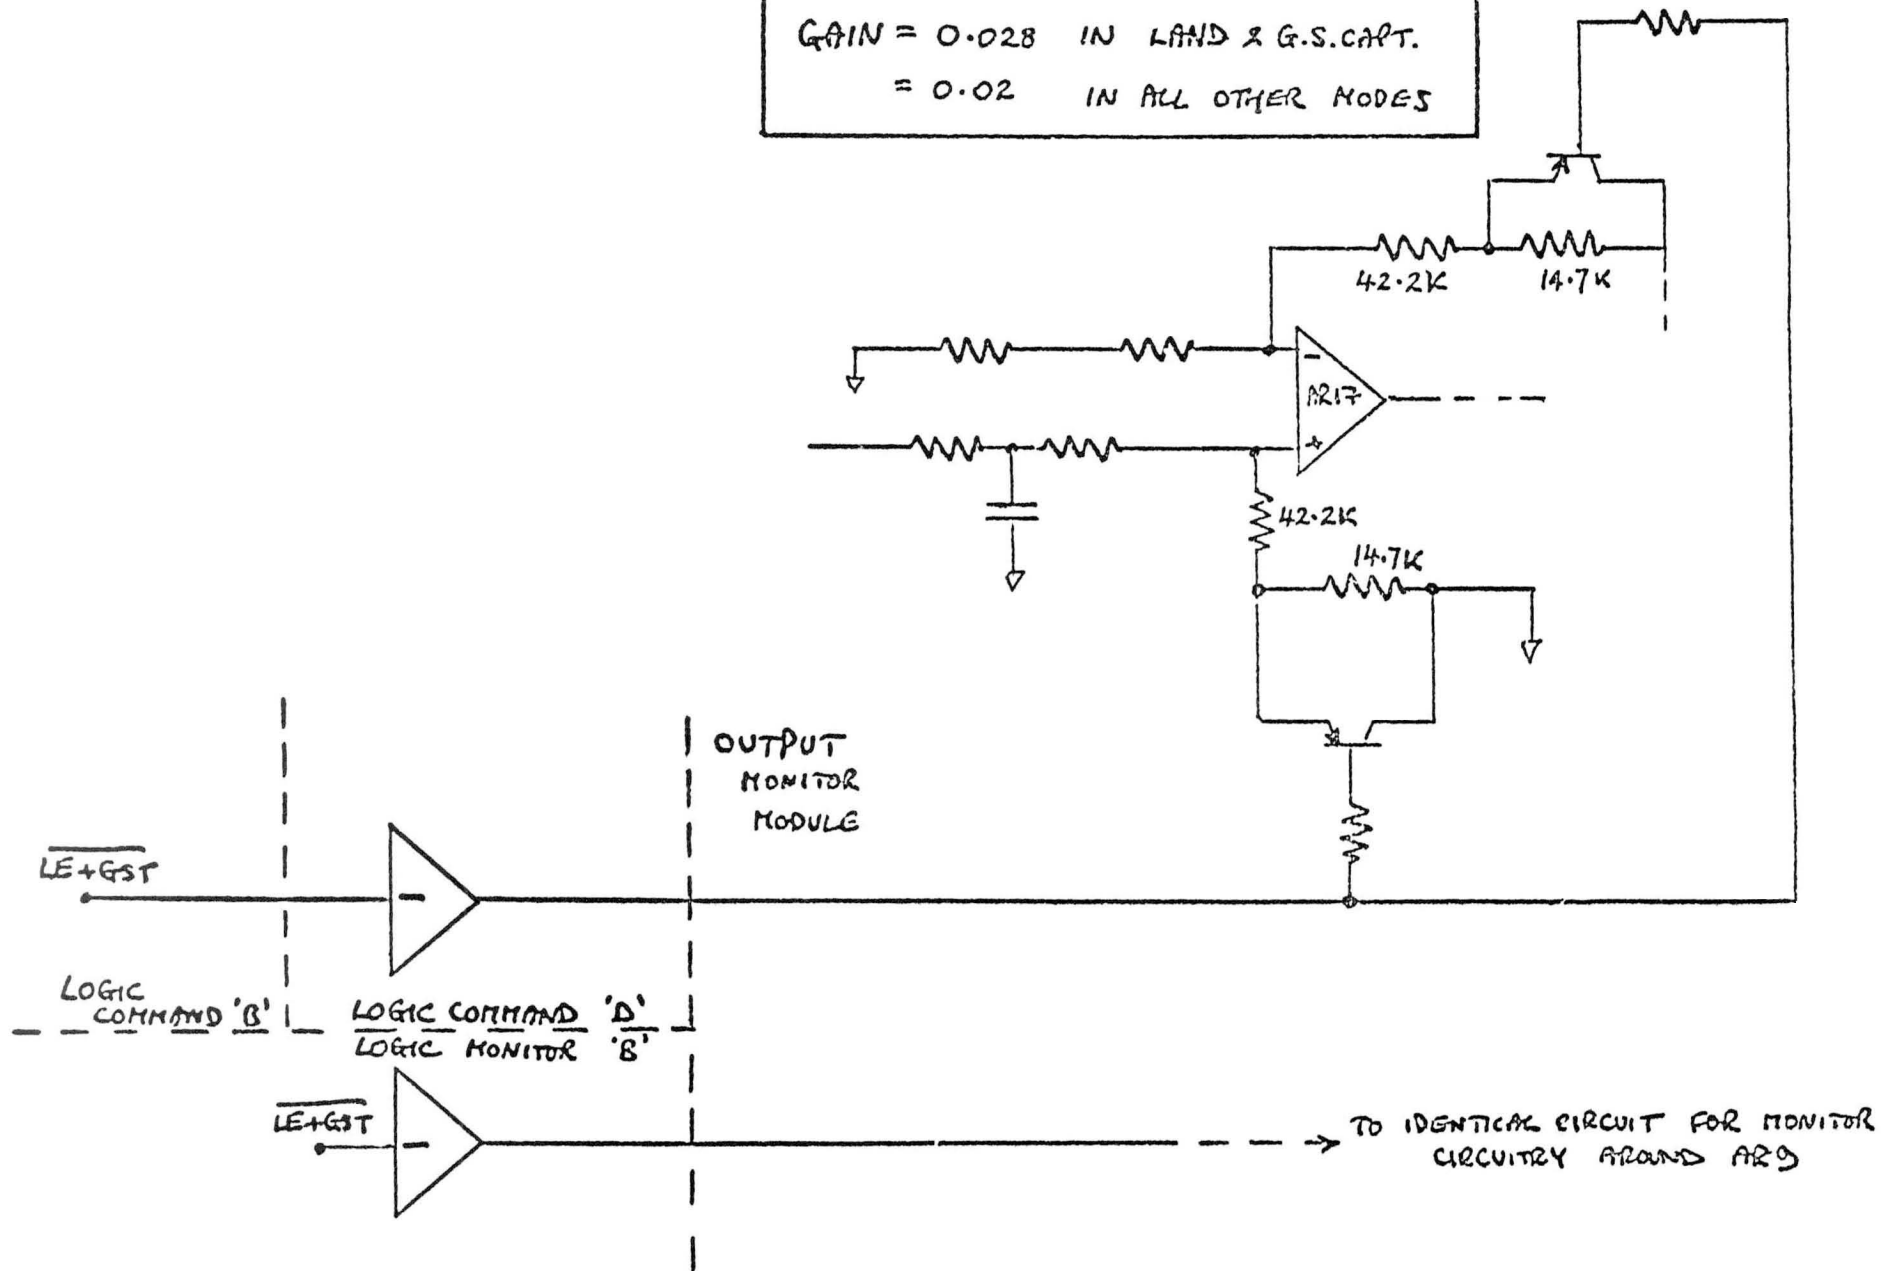 GAIN = 0.028 IN LAND & G.S.CAPT.
= 0.02 IN ALL OTHER MODES
42.2K
14.7K
-
AR17
+
42.2K
14.7K
OUTPUT
MONITOR
MODULE
LE+GST
-
LOGIC
COMMAND 'B'
LOGIC COMMAND 'D'
LOGIC MONITOR 'B'
LE+GST
-
TO IDENTICAL CIRCUIT FOR MONITOR
CIRCUITRY AROUND AR9